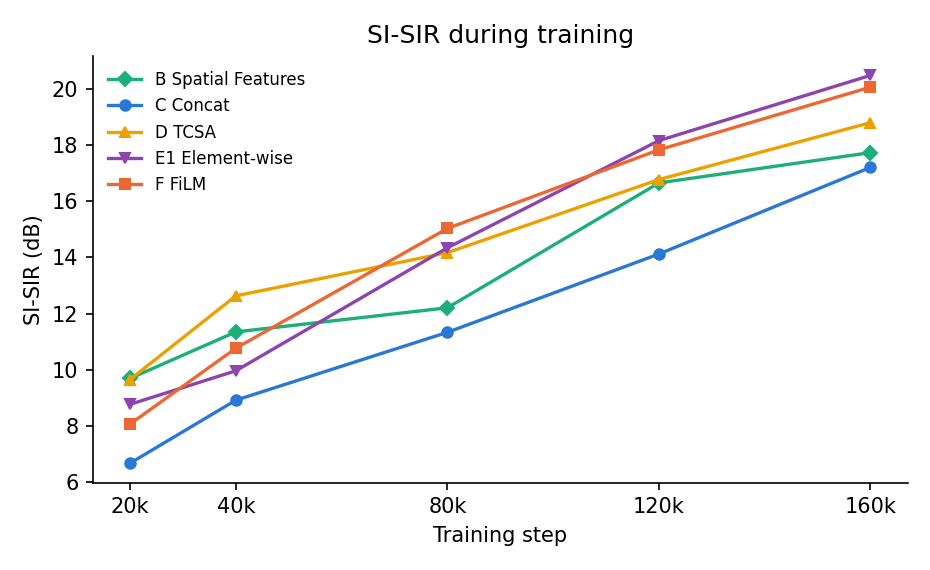 SI-SIR during training
SI-SIR (dB)
20
18
16
14
12
10
8
6
B Spatial Features
C Concat
D TCSA
E1 Element-wise
F FiLM
20k 40k 80k 120k 160k
Training step